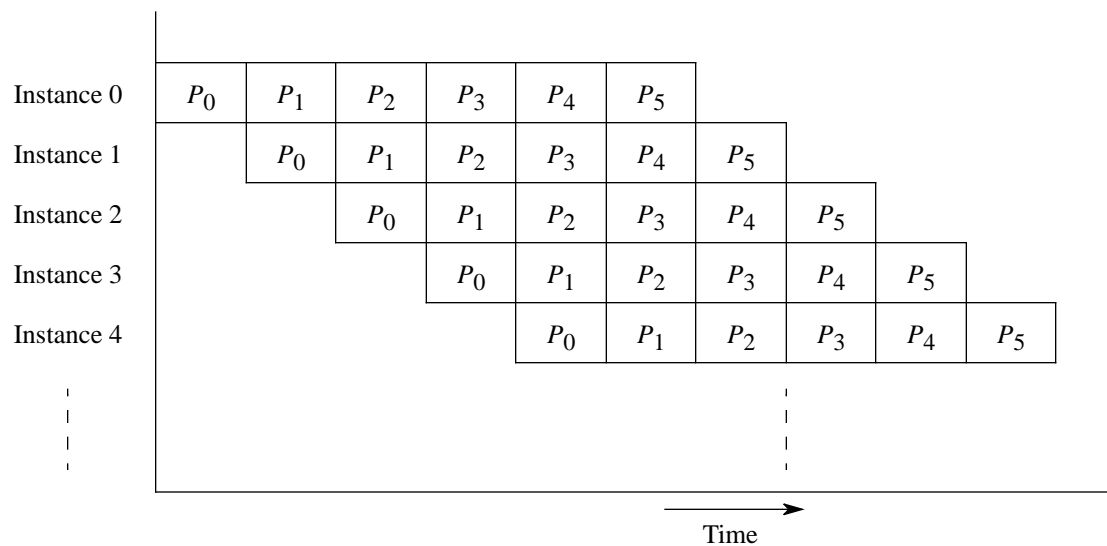 Instance 0 P0 P1 P2 P3 P4 P5
Instance 1 P0 P1 P2 P3 P4 P5
Instance 2 P0 P1 P2 P3 P4 P5
Instance 3 P0 P1 P2 P3 P4 P5
Instance 4 P0 P1 P2 P3 P4 P5
Time